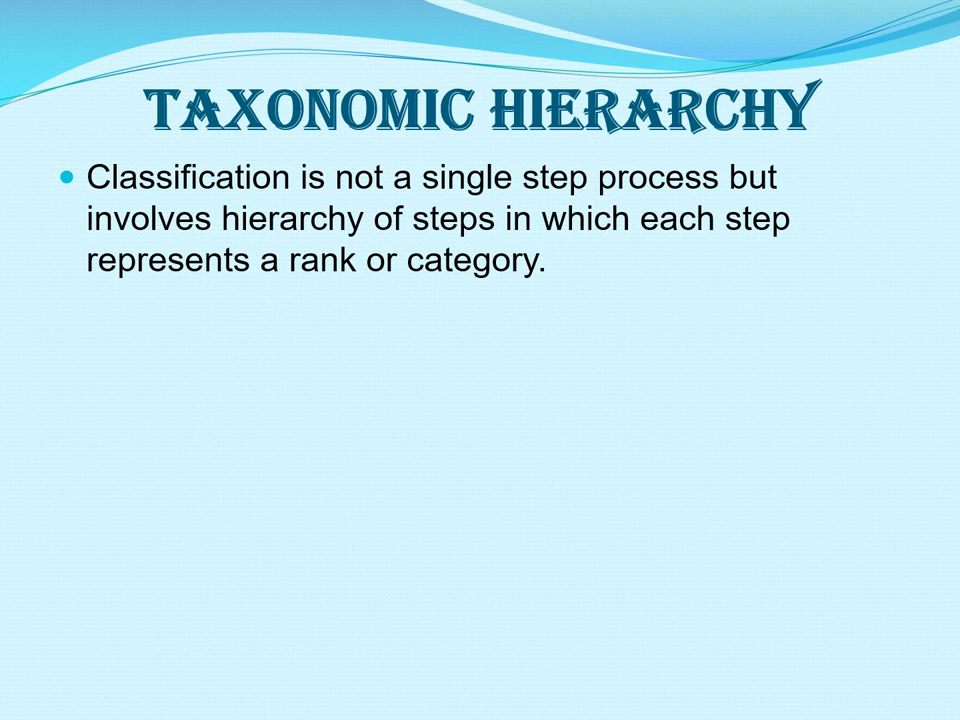 TAXONOMIC HIERARCHY
Classification is not a single step process but
involves hierarchy of steps in which each step
represents a rank or category.